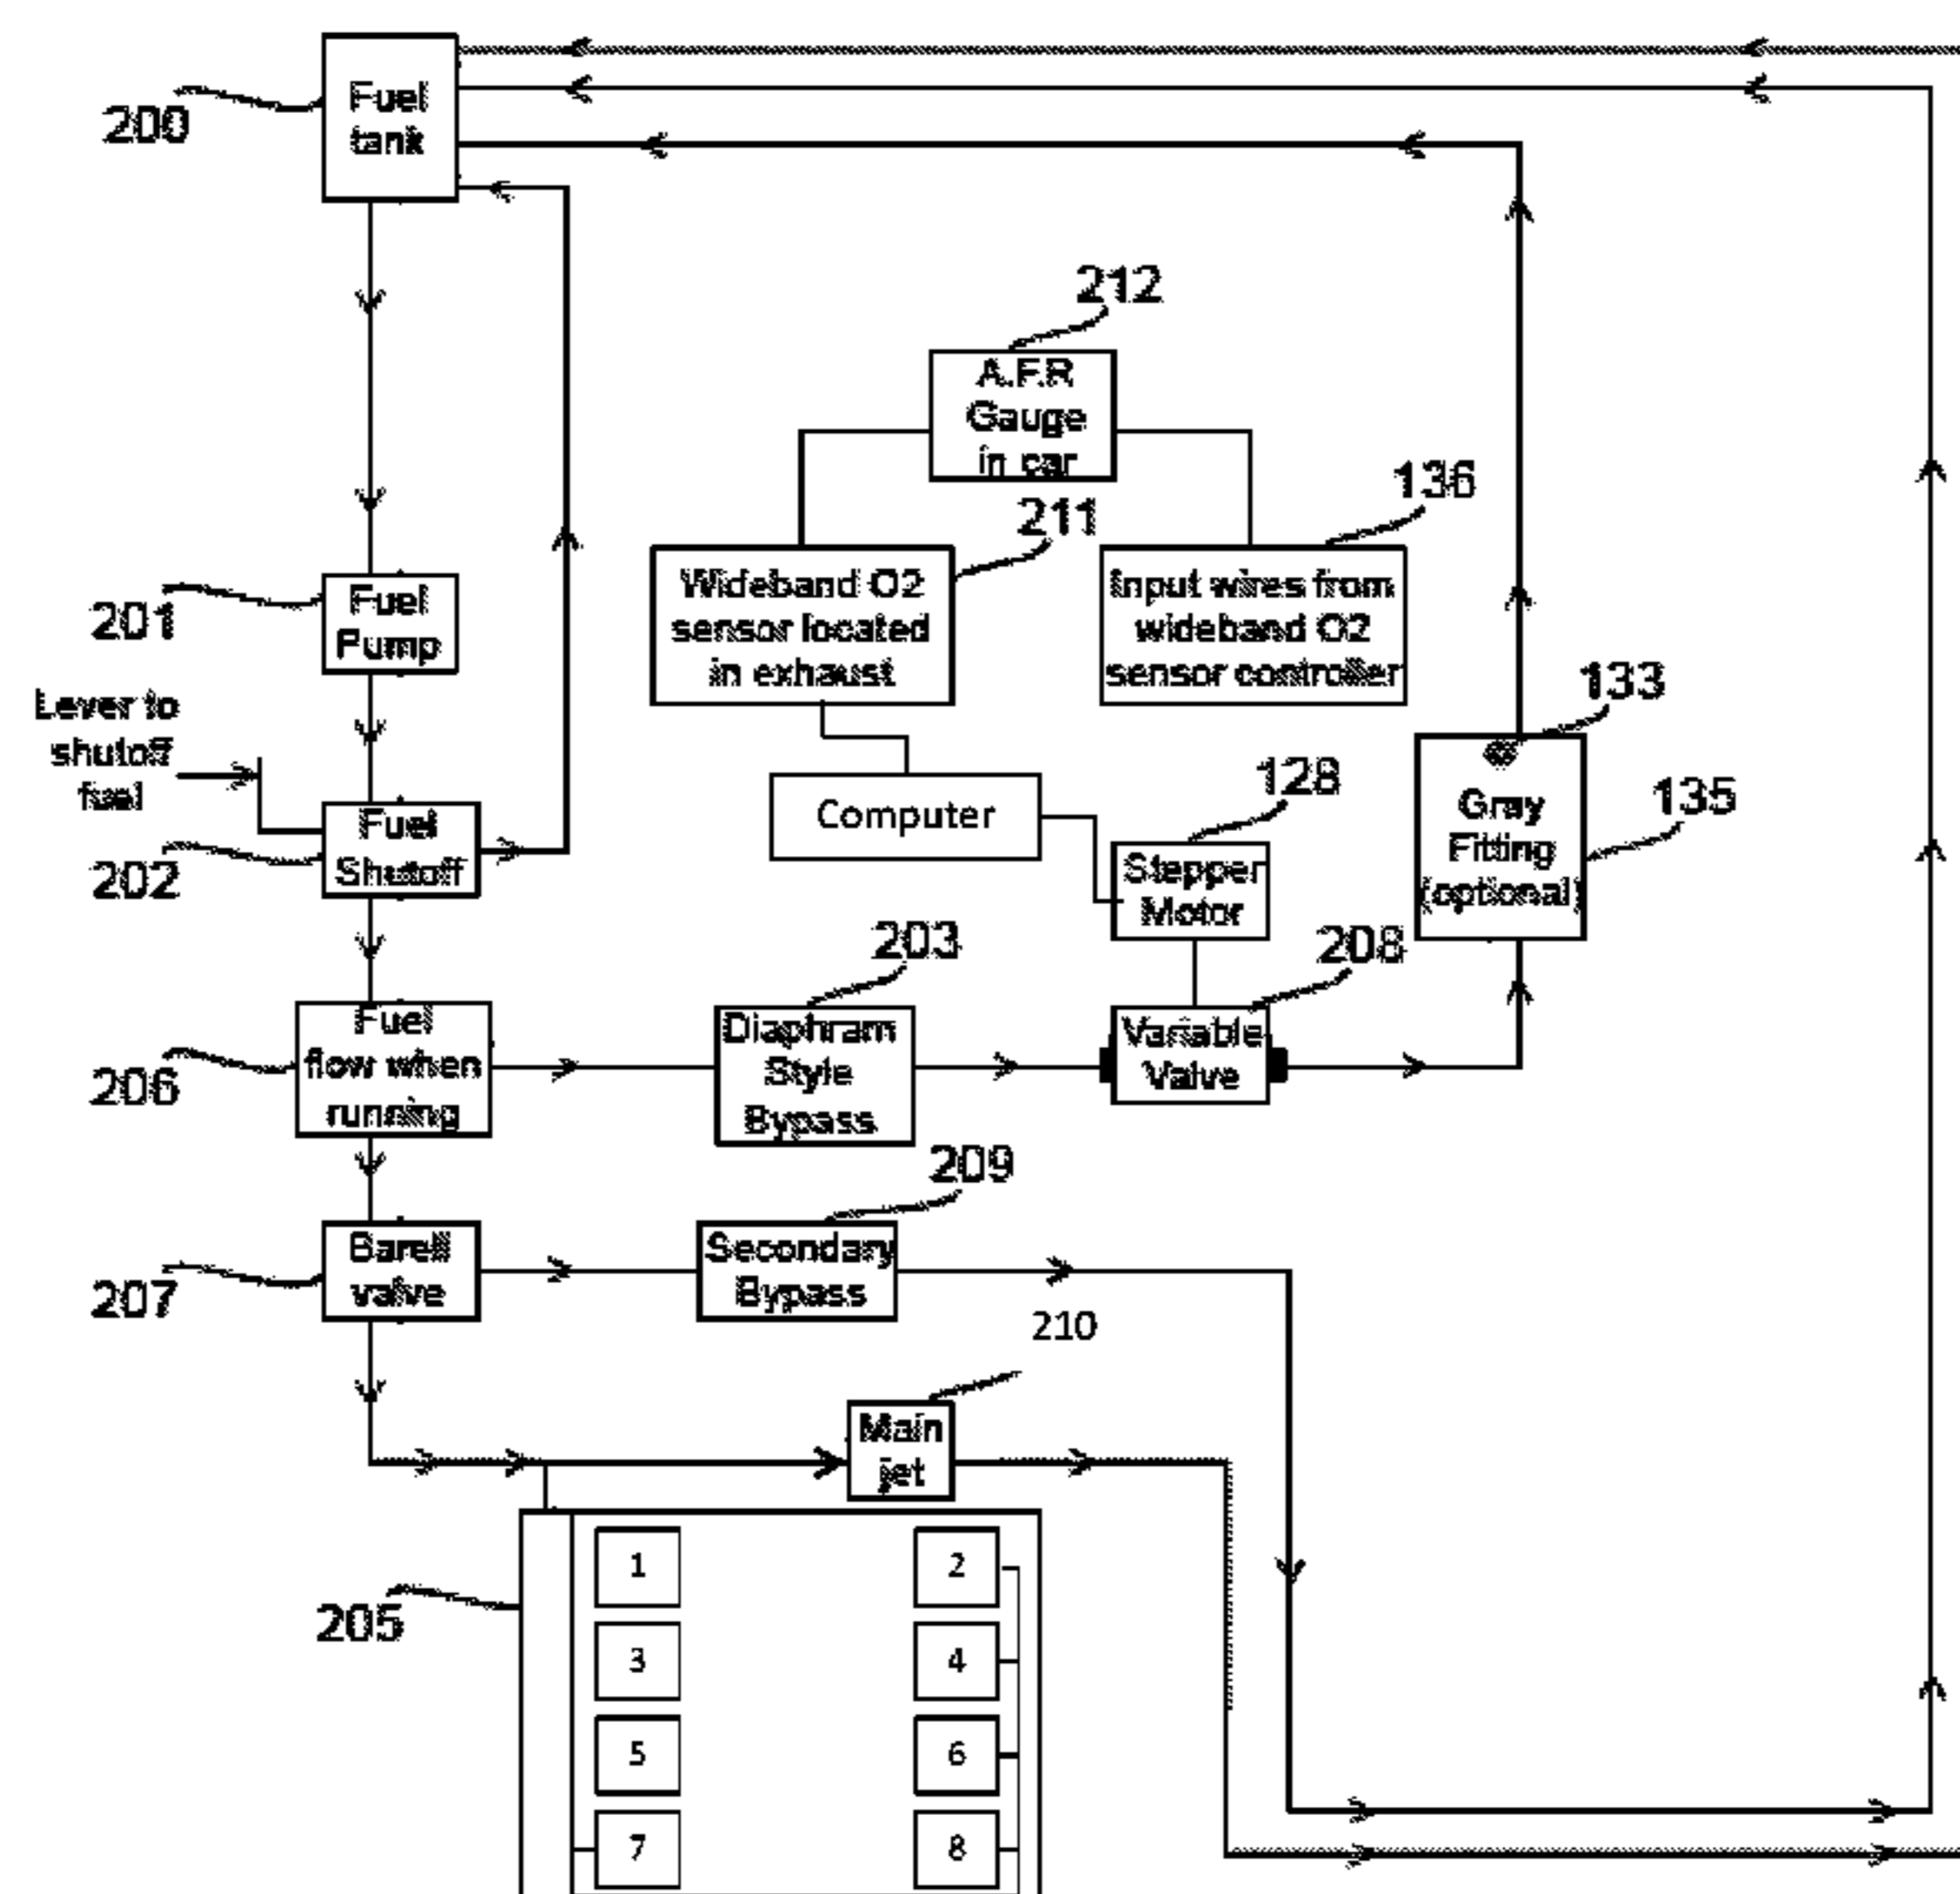 Fuel
tank
200
212
A.F.R
Gauge
in car
211
136
Wideband O2
sensor located
in exhaust
input wires from
wideband O2
sensor controller
201
Fuel
Pump
Lever to
shutoff
fuel
133
Computer
128
Gray
Fitting
(optional)
135
Fuel
Shutoff
202
Stepper
Motor
203
208
Fuel
flow when
running
206
Diaphram
Style
Bypass
Variable
Valve
209
Barell
valve
207
Secondary
Bypass
210
Main
jet
205
1
2
3
4
5
6
7
8